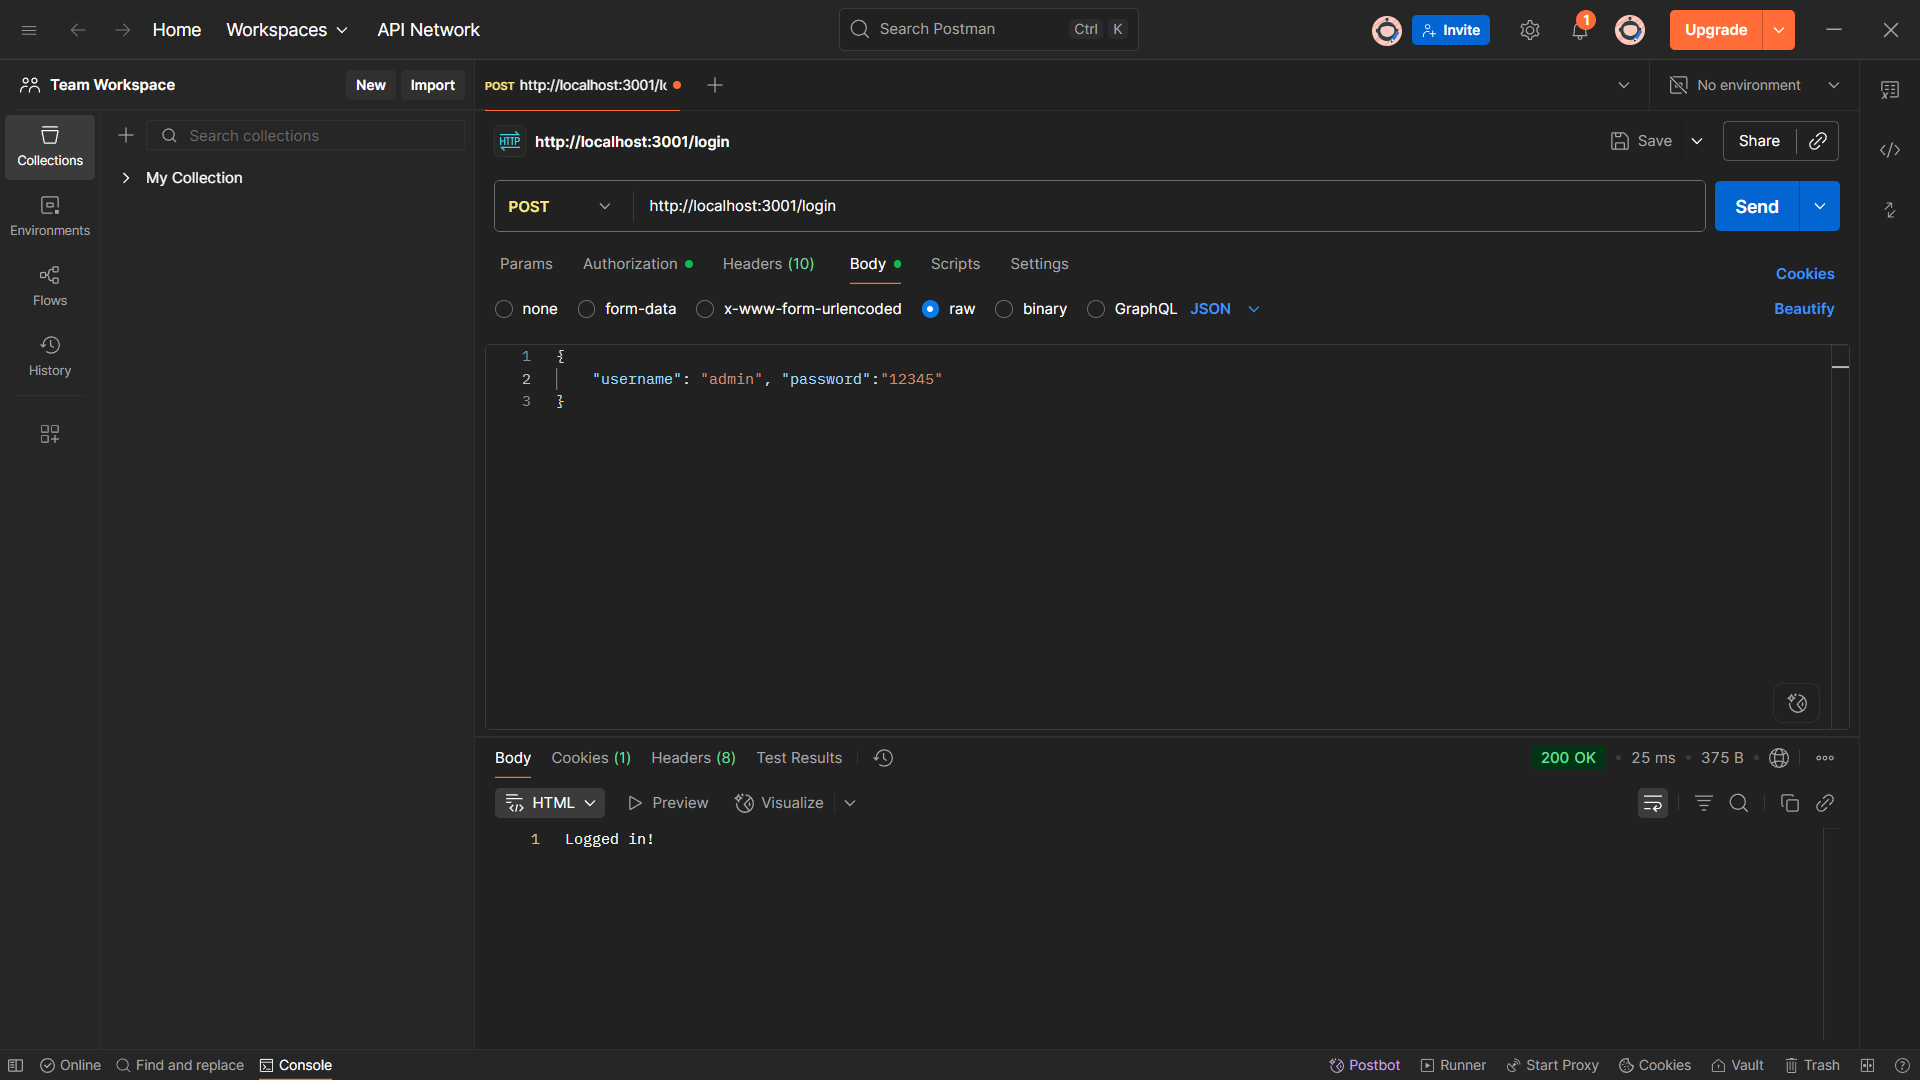 Home Workspaces API Network Search Postman Ctrl K Invite 1 Upgrade
Team Workspace New Import POST http://localhost:3001/l No environment
Collections
Environments
Flows
History
Search collections
My Collection
HTTP http://localhost:3001/login Save Share
POST http://localhost:3001/login Send
Params Authorization Headers (10) Body Scripts Settings Cookies
none form-data x-www-form-urlencoded raw binary GraphQL JSON Beautify
1 {
2 "username": "admin", "password":"12345"
3 }
Body Cookies (1) Headers (8) Test Results 200 OK • 25 ms • 375 B •
HTML Preview Visualize
1 Logged in!
Online Find and replace Console Postbot Runner Start Proxy Cookies Vault Trash